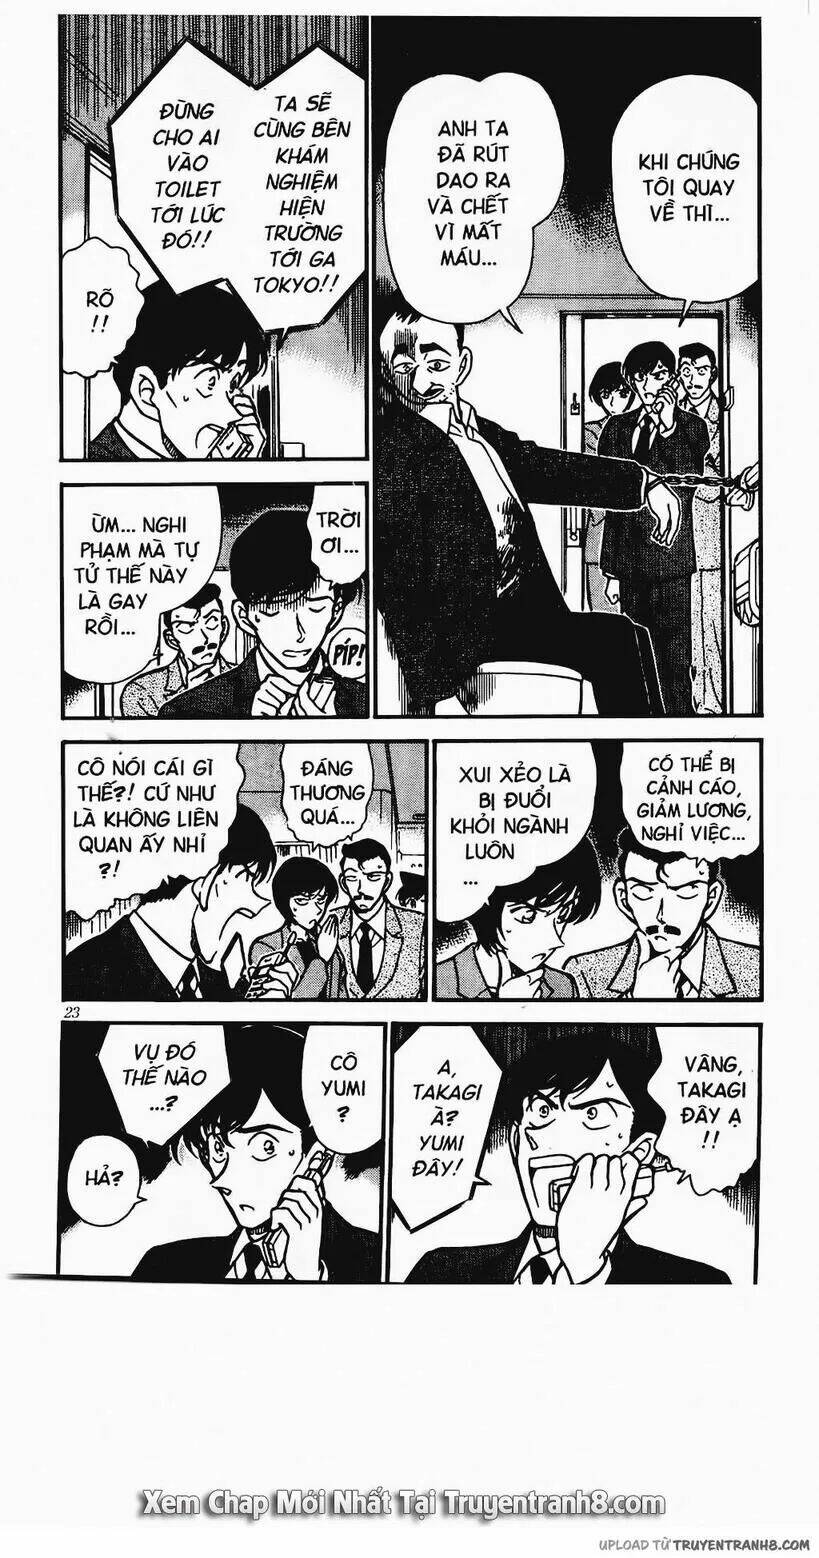 KHI CHÚNG
TÔI QUAY
VỀ THÌ...
ANH TA
ĐÃ RÚT
DAO RA
VÀ CHẾT
VÌ MẤT
MÁU...
TA SẼ
CÙNG BÊN
KHÁM
NGHIỆM
HIỆN
TRƯỜNG
TỚI GA
TOKYO!!
ĐỪNG
CHO AI
VÀO
TOILET
TỚI LÚC
ĐÓ!!
RÕ
!!
TRỜI
ƠI...
ỪM... NGHI
PHẠM MÀ TỰ
TỬ THẾ NÀY
LÀ GAY
RỒI...
PÍP!
CÓ THỂ BỊ
CẢNH CÁO,
GIẢM LƯƠNG,
NGHỈ VIỆC...
XUI XẺO LÀ
BỊ ĐUỔI
KHỎI NGÀNH
LUÔN
...
ĐÁNG
THƯƠNG
QUÁ...
CÔ NÓI CÁI GÌ
THẾ?! CỨ NHƯ
LÀ KHÔNG LIÊN
QUAN ẤY NHỈ
?!
23
VÂNG,
TAKAGI
ĐÂY Ạ
!!
A,
TAKAGI
À?
YUMI
ĐÂY!
CÔ
YUMI
?
VỤ ĐÓ
THẾ NÀO
...?
HẢ?
Xem Chap Mới Nhất Tại Truyentranh8.com
UPLOAD TỪ TRUYENTRANH8.COM